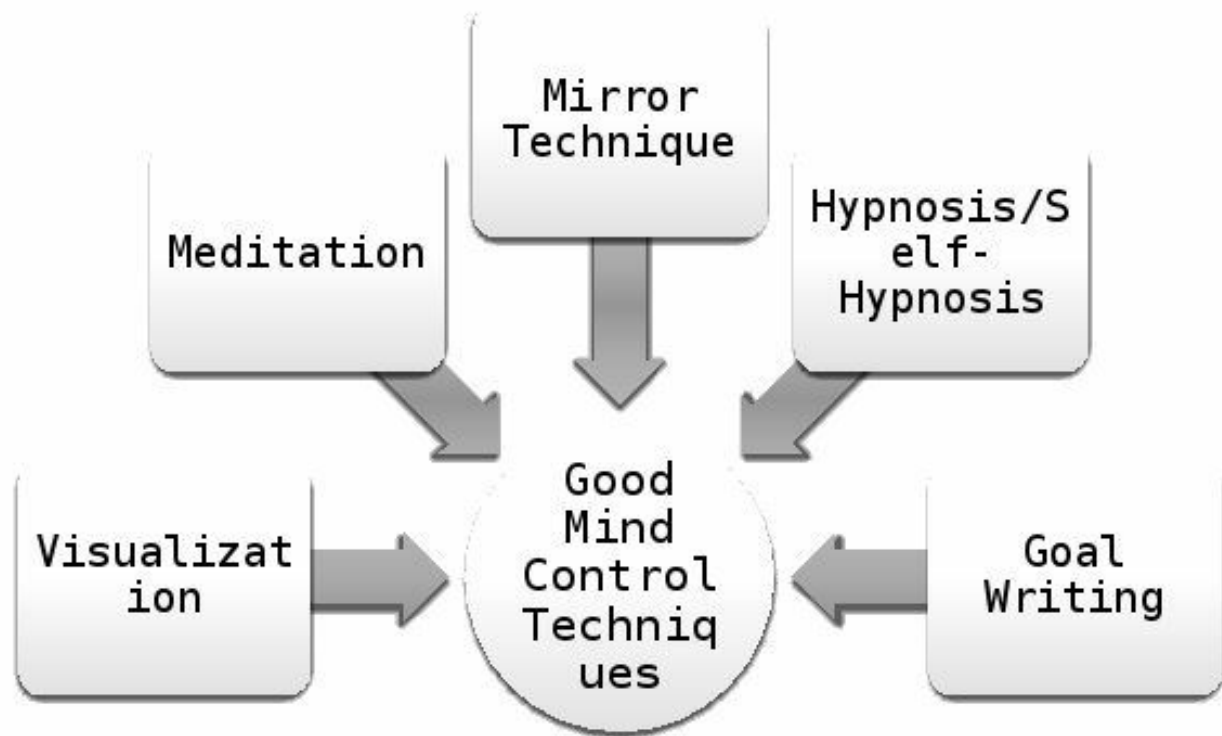 Mirror
Technique
Meditation
Hypnosis/S
elf-
Hypnosis
Visualizat
ion
Good
Mind
Control
Techniq
ues
Goal
Writing